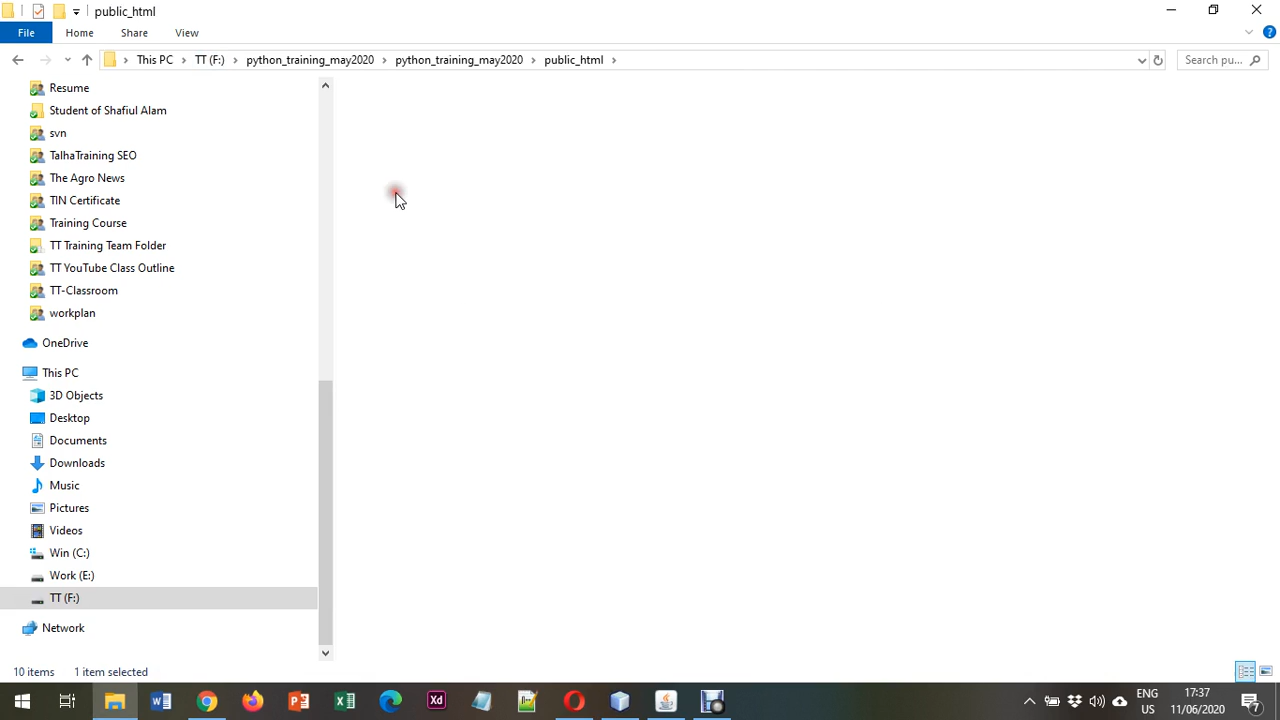 public_html
File Home Share View
This PC TT (F:) python_training_may2020 python_training_may2020 public_html Search pu...
Resume
Student of Shafiul Alam
svn
TalhaTraining SEO
The Agro News
TIN Certificate
Training Course
TT Training Team Folder
TT YouTube Class Outline
TT-Classroom
workplan
OneDrive
This PC
3D Objects
Desktop
Documents
Downloads
Music
Pictures
Videos
Win (C:)
Work (E:)
TT (F:)
Network
10 items 1 item selected
ENG 17:37
US 11/06/2020 7